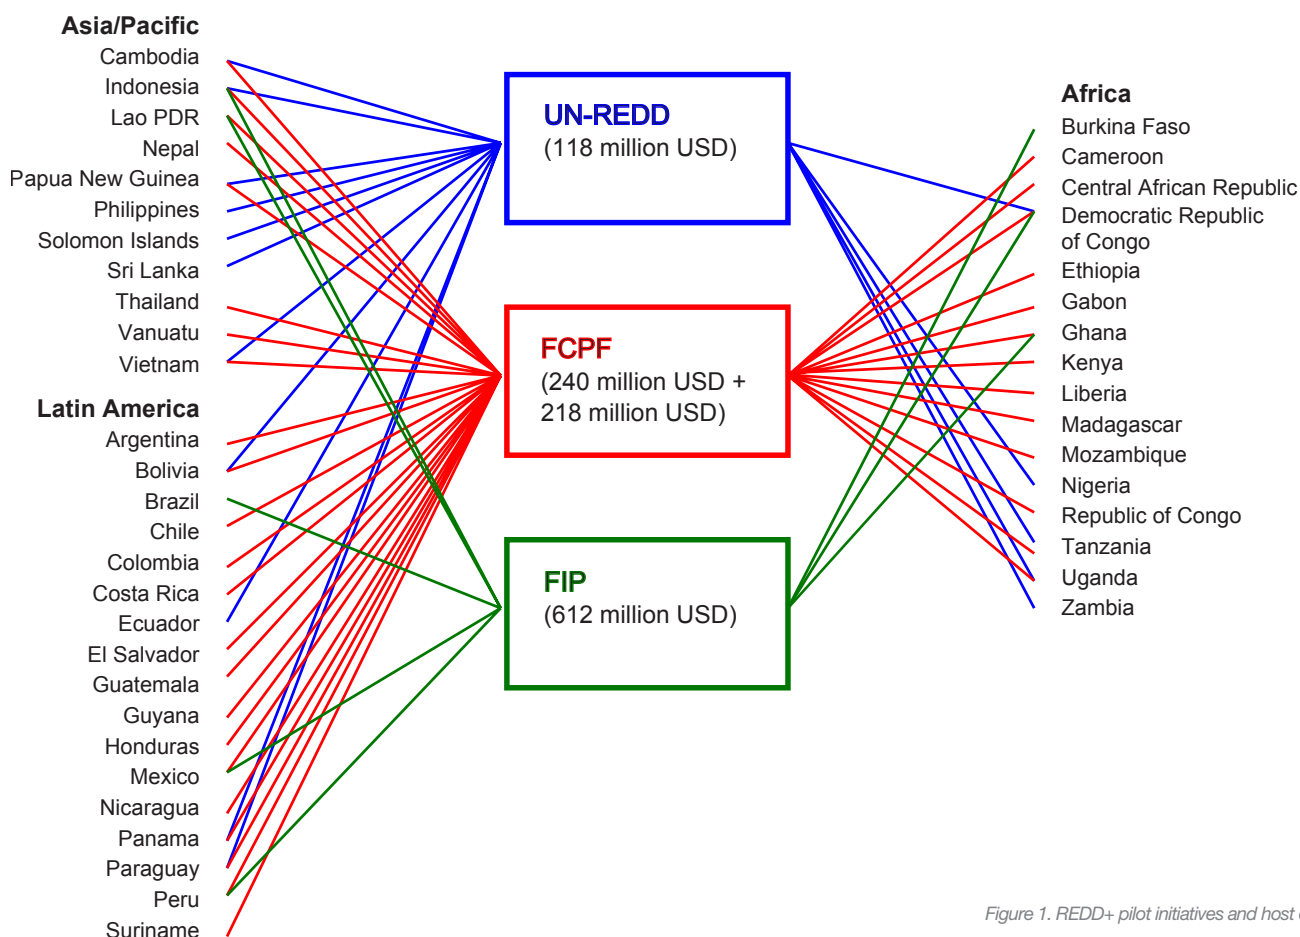 Asia/Pacific
Cambodia
Indonesia
Lao PDR
Nepal
Papua New Guinea
Philippines
Solomon Islands
Sri Lanka
Thailand
Vanuatu
Vietnam
Latin America
Argentina
Bolivia
Brazil
Chile
Colombia
Costa Rica
Ecuador
El Salvador
Guatemala
Guyana
Honduras
Mexico
Nicaragua
Panama
Paraguay
Peru
Suriname
UN-REDD
(118 million USD)
FCPF
(240 million USD +
218 million USD)
FIP
(612 million USD)
Africa
Burkina Faso
Cameroon
Central African Republic
Democratic Republic
of Congo
Ethiopia
Gabon
Ghana
Kenya
Liberia
Madagascar
Mozambique
Nigeria
Republic of Congo
Tanzania
Uganda
Zambia
Figure 1. REDD+ pilot initiatives and host